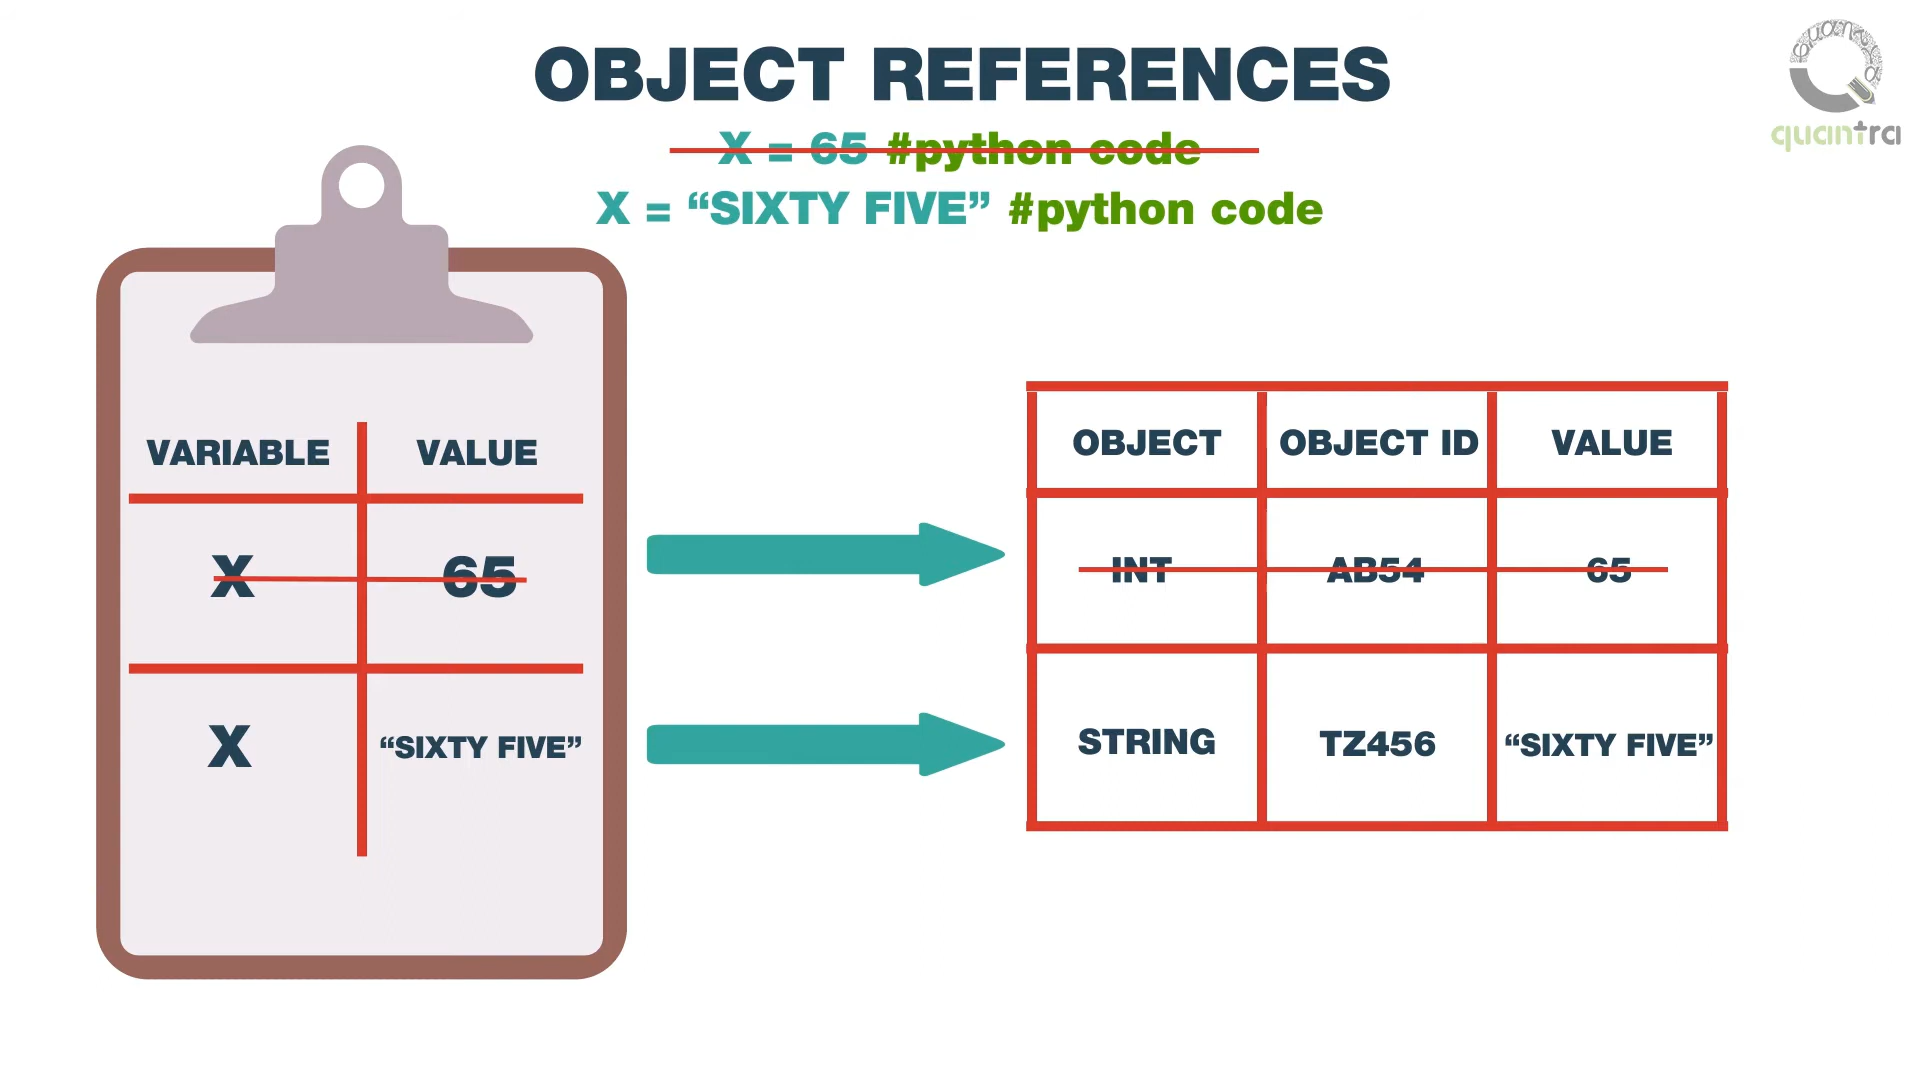 OBJECT REFERENCES
X = 65 #python code
X = “SIXTY FIVE” #python code
quantra
VARIABLE VALUE
X 65
X “SIXTY FIVE”
OBJECT OBJECT ID VALUE
INT AB54 65
STRING TZ456 “SIXTY FIVE”